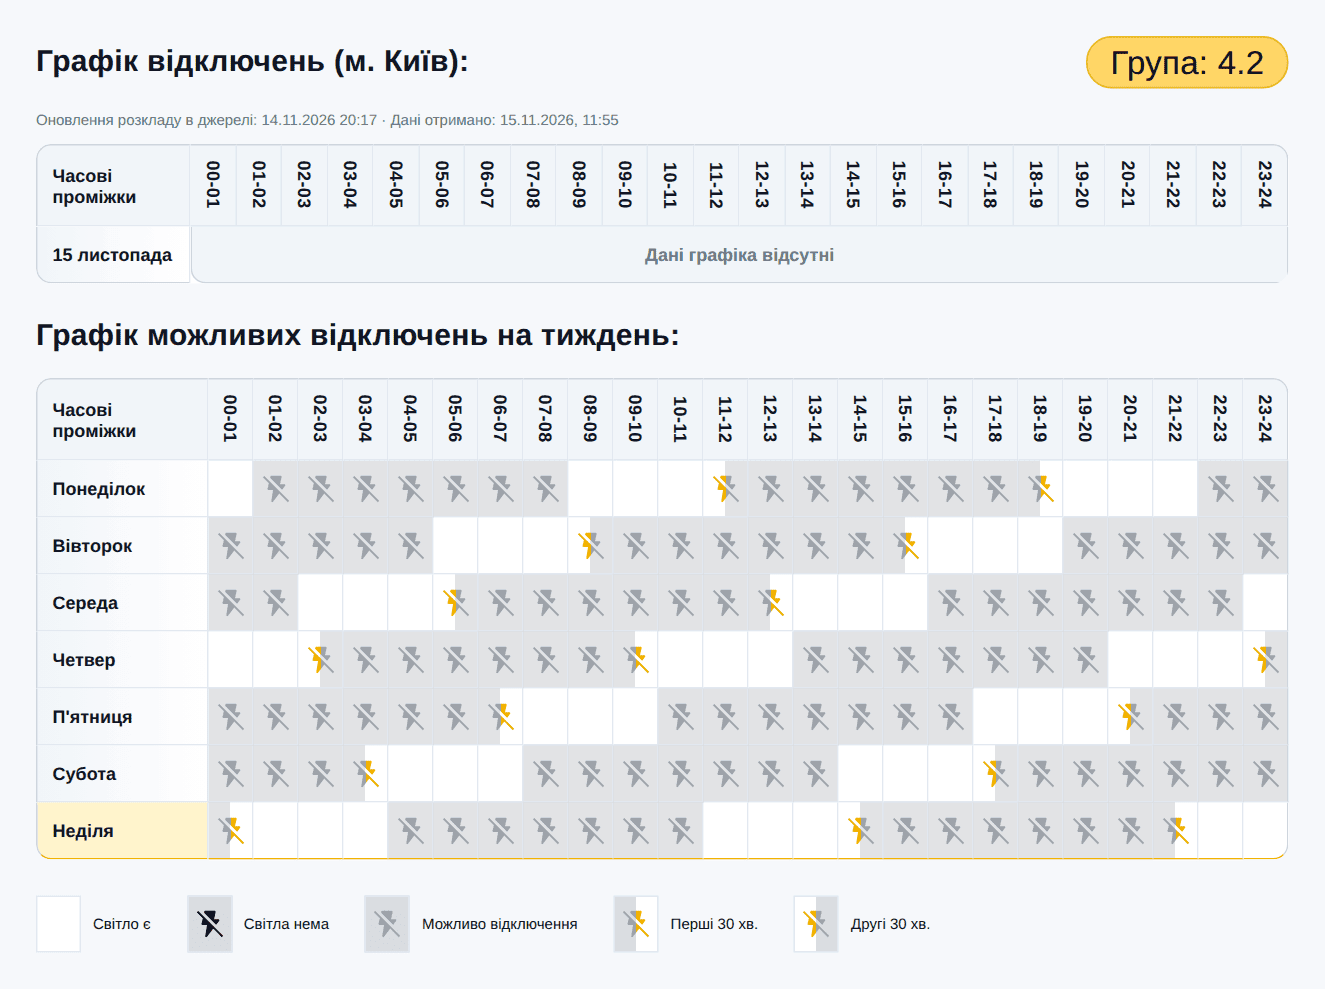 Графік відключень (м. Київ):
Група: 4.2
Оновлення розкладу в джерелі: 14.11.2026 20:17 · Дані отримано: 15.11.2026, 11:55
Часові
проміжки
00-01 01-02 02-03 03-04 04-05 05-06 06-07 07-08 08-09 09-10 10-11 11-12 12-13 13-14 14-15 15-16 16-17 17-18 18-19 19-20 20-21 21-22 22-23 23-24
15 листопада
Дані графіка відсутні
Графік можливих відключень на тиждень:
Часові
проміжки
00-01 01-02 02-03 03-04 04-05 05-06 06-07 07-08 08-09 09-10 10-11 11-12 12-13 13-14 14-15 15-16 16-17 17-18 18-19 19-20 20-21 21-22 22-23 23-24
Понеділок
Вівторок
Середа
Четвер
П'ятниця
Субота
Неділя
Світло є
Світла нема
Можливо відключення
Перші 30 хв.
Другі 30 хв.